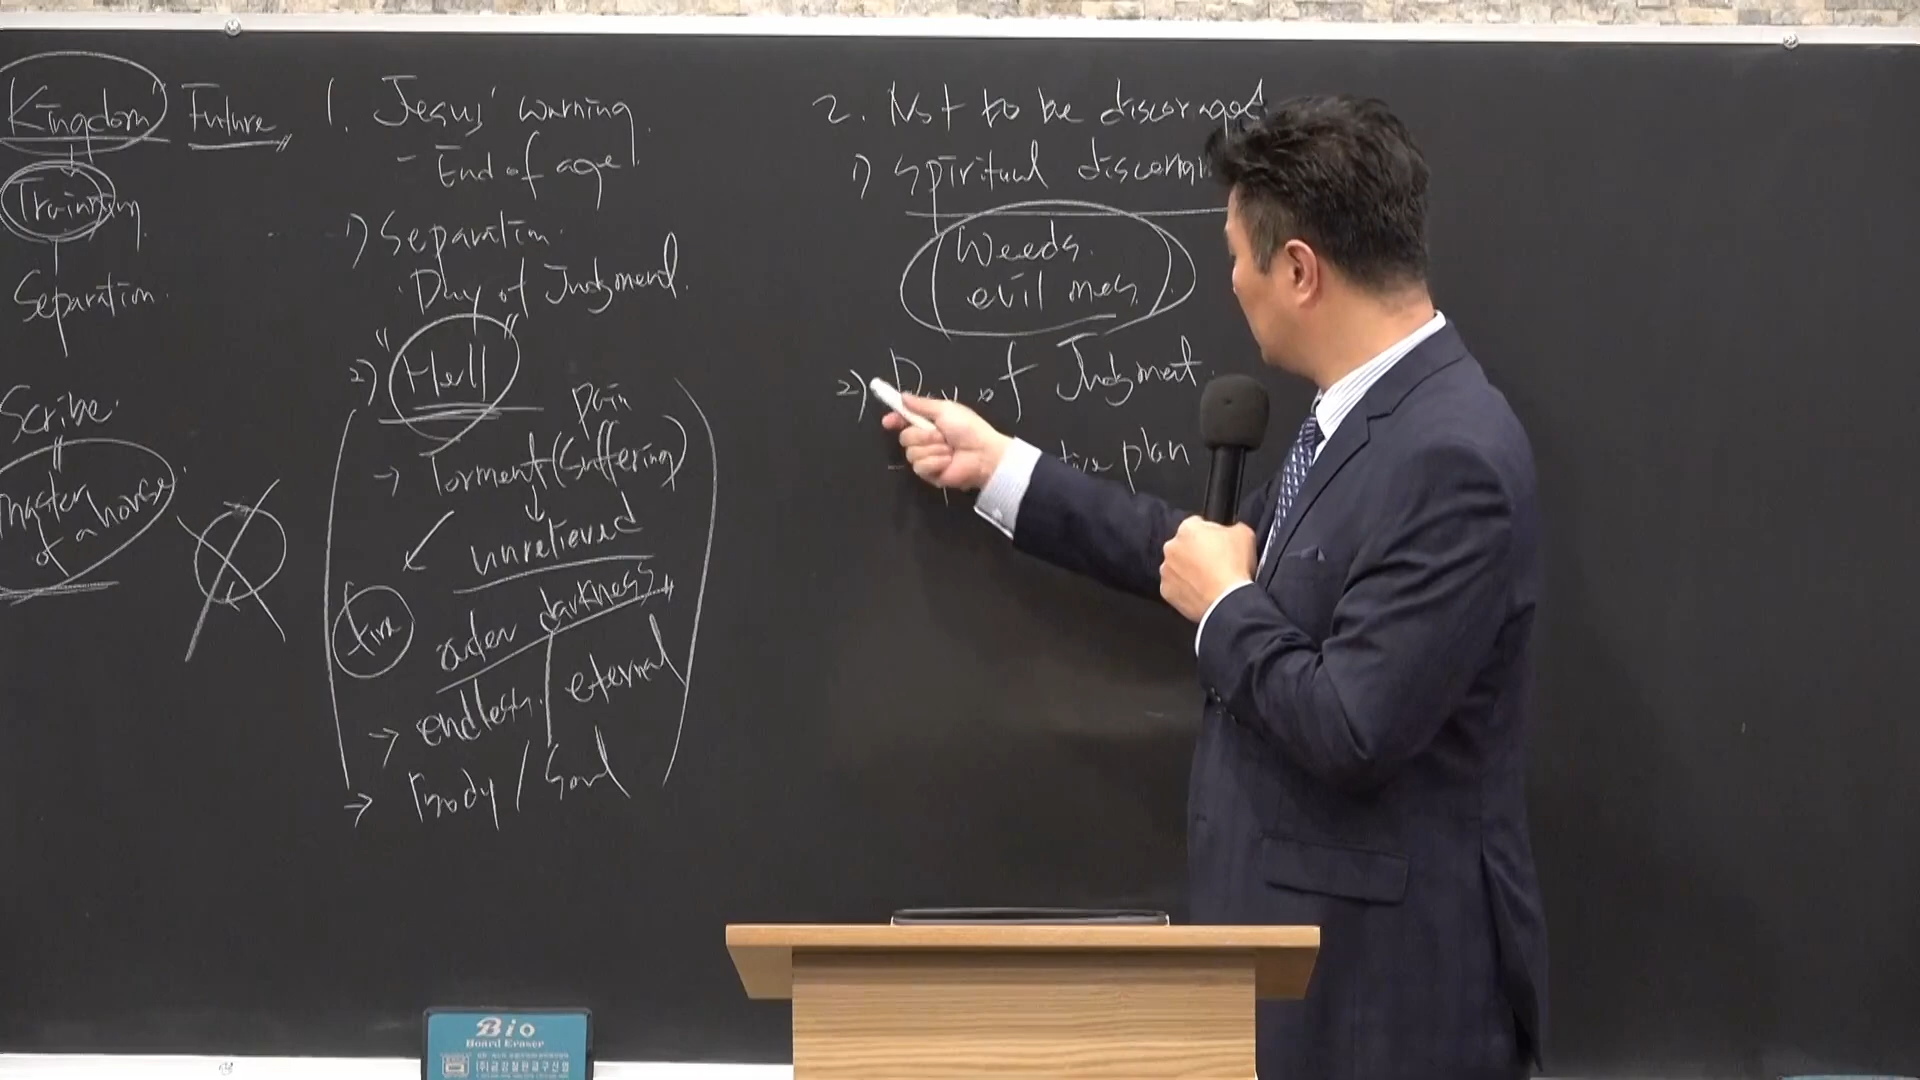 Kingdom Future
Training
Separation.
Scribe.
master
of a house
1. Jesus' warning.
- End of age
1) Separation.
· Day of Judgment.
2) "Hell"
Pain
→ Torment (Suffering)
unrelieved
fire
outer darkness
→ endless. / eternal
→ Body / Soul
2. Not to be discoraged
1) Spiritual
Weeds.
evil ones.
2) Day of Judgment.
plan
Bio
Board Eraser